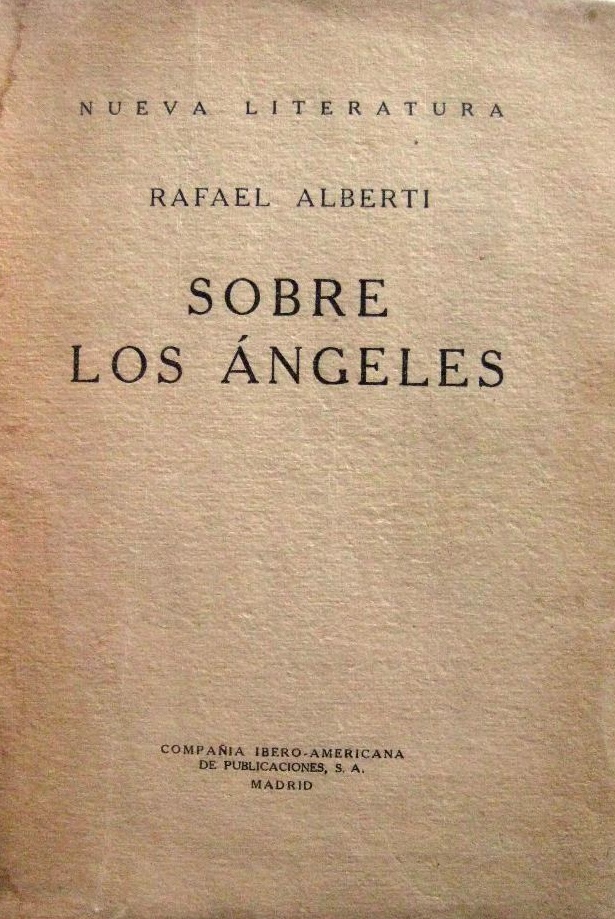 NUEVA LITERATURA
RAFAEL ALBERTI
SOBRE
LOS ÁNGELES
COMPAÑIA IBERO-AMERICANA
DE PUBLICACIONES, S. A.
MADRID